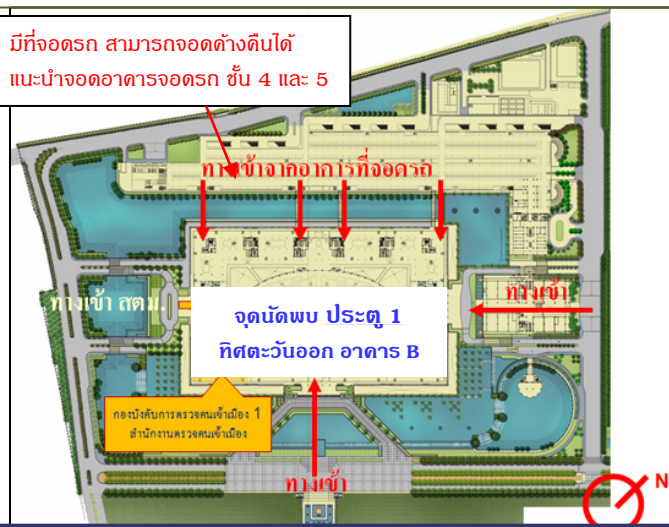 มีที่จอดรถ สามารถจอดค้างคืนได้
แนะนำจอดอาคารจอดรถ ชั้น 4 และ 5
ทางเข้าจากอาการที่จอดรถ
ทางเข้า สตม.
ทางเข้า
จุดนัดพบ ประตู 1
ทิศตะวันออก อาคาร B
กองบังคับการตรวจคนเข้าเมือง 1
สำนักงานตรวจคนเข้าเมือง
ทางเข้า
N